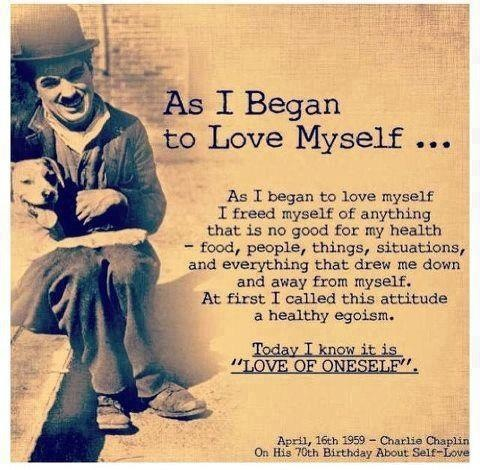 As I Began
to Love Myself ...
As I began to love myself
I freed myself of anything
that is no good for my health
- food, people, things, situations,
and everything that drew me down
and away from myself.
At first I called this attitude
a healthy egoism.
Today I know it is
"LOVE OF ONESELF".
April, 16th 1959 - Charlie Chaplin
On His 70th Birthday About Self-Love